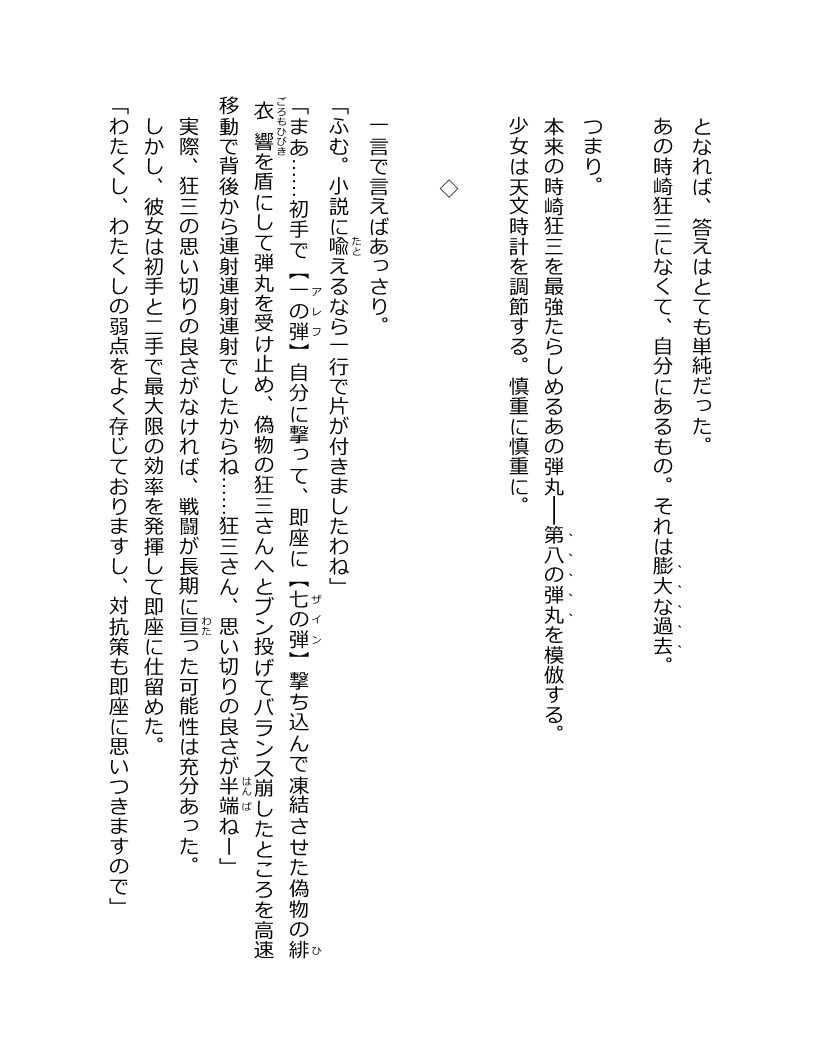 となれば、答えはとても単純だった。
あの時崎狂三になくて、自分にあるもの。それは膨大な過去。
つまり。
本来の時崎狂三を最強たらしめるあの弾丸──第八の弾丸を模倣する。
少女は天文時計を調節する。慎重に慎重に。
◇
一言で言えばあっさり。
「ふむ。小説に喩えるなら一行で片が付きましたわね」
「まあ……初手で【一の弾】自分に撃って、即座に【七の弾】撃ち込んで凍結させた偽物の緋
衣響を盾にして弾丸を受け止め、偽物の狂三さんへとブン投げてバランス崩したところを高速
移動で背後から連射連射連射でしたからね……狂三さん、思い切りの良さが半端ねー」
実際、狂三の思い切りの良さがなければ、戦闘が長期に亘った可能性は充分あった。
しかし、彼女は初手と二手で最大限の効率を発揮して即座に仕留めた。
「わたくし、わたくしの弱点をよく存じておりますし、対抗策も即座に思いつきますので」